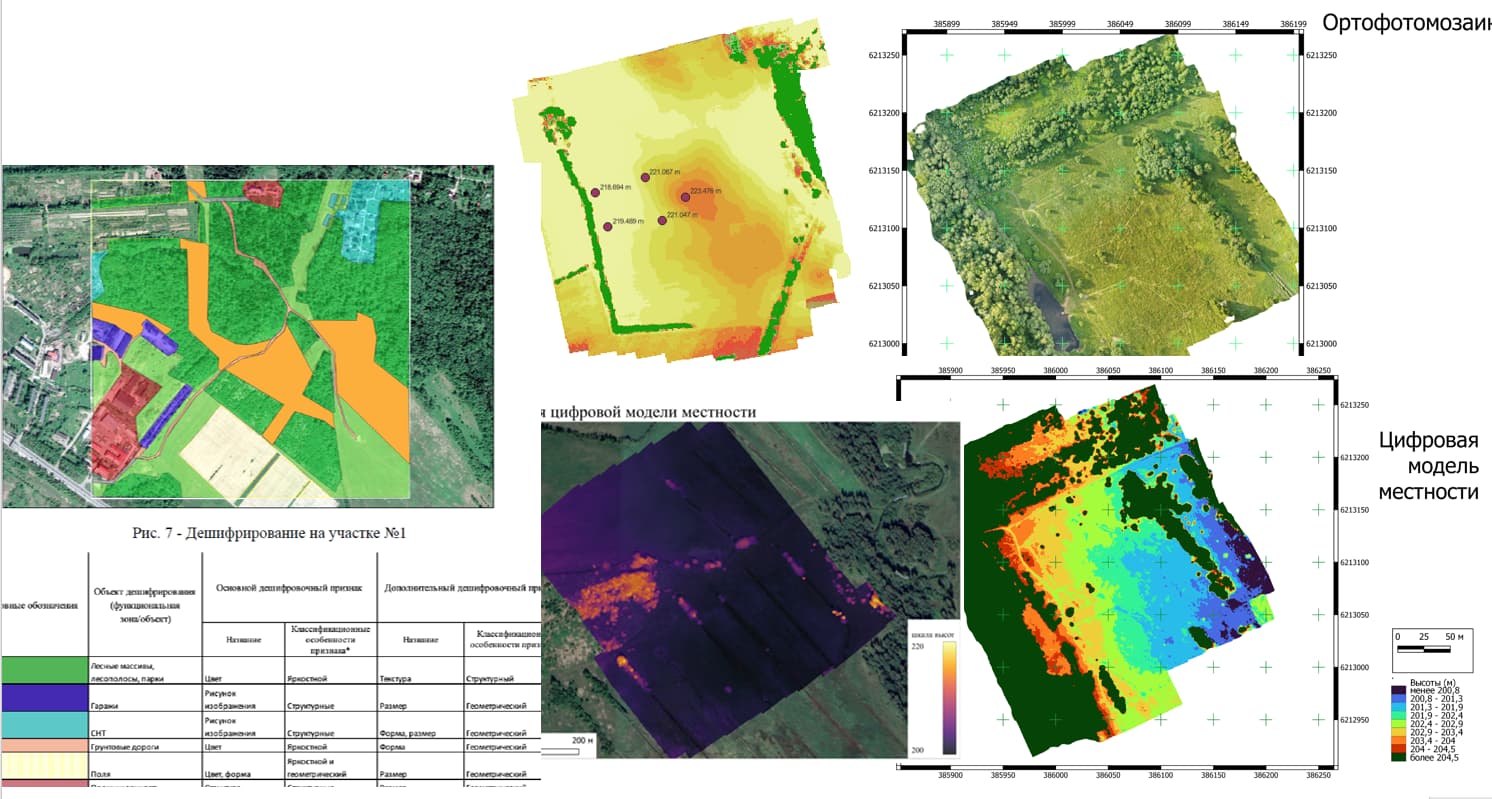 Ортофотомозаик
385899 385949 385999 386049 386099 386149 386199
6213250 6213250
6213200 6213200
6213150 6213150
6213100 6213100
6213050 6213050
6213000 6213000
221.067 m
218.694 m
223.476 m
221.047 m
219.489 m
Рис. 7 - Дешифрирование на участке №1
Объект дешифрирования
(функциональная
зона/объект)
Основной дешифровочный признак
Дополнительный дешифровочный при
обозначения
Название
Классификационные
особенности
признака*
Название
Классификацион
особенности приз
Лесные массивы,
лесополосы, парки
Цвет
Яркостной
Текстура
Структурный
Гаражи
Рисунок
изображения
Структурные
Размер
Геометрический
СНТ
Рисунок
изображения
Структурные
Форма, размер
Геометрический
Грунтовые дороги
Цвет
Яркостной
Форма
Геометрический
Поля
Цвет, форма
Яркостной и
геометрический
Размер
Геометрический
я цифровой модели местности
шкала высот
220
200
200 м
385900 385950 386000 386050 386100 386150 386200 386250
6213250
6213200
6213150
6213100
6213050
6213000
6212950
385900 385950 386000 386050 386100 386150 386200 386250
Цифровая
модель
местности
0 25 50 м
Высоты (м)
менее 200,8
200,8 - 201,3
201,3 - 201,9
201,9 - 202,4
202,4 - 202,9
202,9 - 203,4
203,4 - 204
204 - 204,5
более 204,5